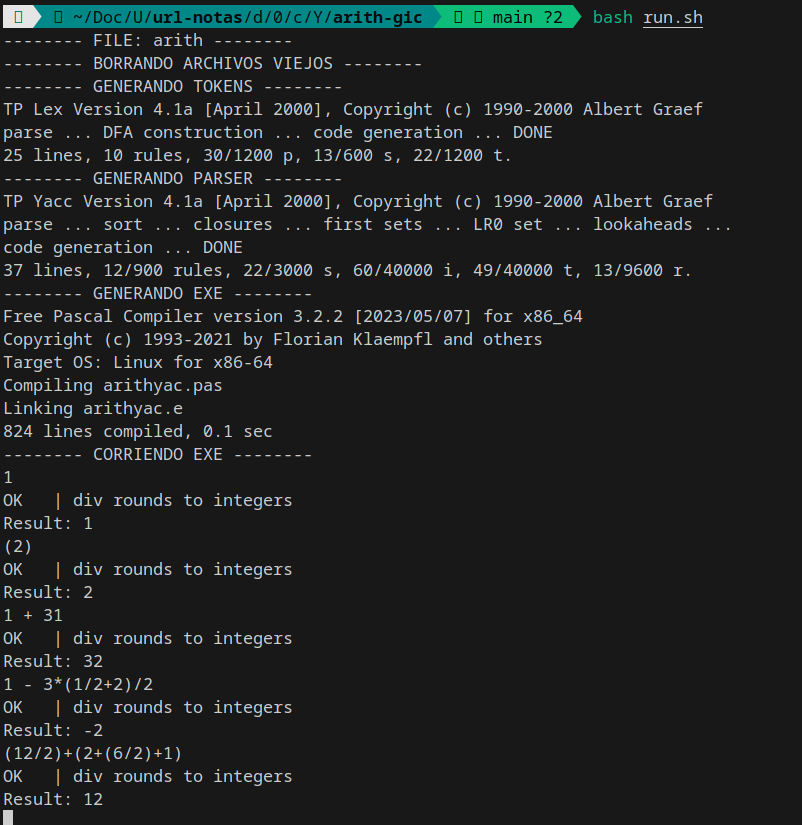 ~/Doc/U/url-notas/d/0/c/Y/arith-gic main ?2 bash run.sh
-------- FILE: arith --------
-------- BORRANDO ARCHIVOS VIEJOS --------
-------- GENERANDO TOKENS --------
TP Lex Version 4.1a [April 2000], Copyright (c) 1990-2000 Albert Graef
parse ... DFA construction ... code generation ... DONE
25 lines, 10 rules, 30/1200 p, 13/600 s, 22/1200 t.
-------- GENERANDO PARSER --------
TP Yacc Version 4.1a [April 2000], Copyright (c) 1990-2000 Albert Graef
parse ... sort ... closures ... first sets ... LR0 set ... lookaheads ...
code generation ... DONE
37 lines, 12/900 rules, 22/3000 s, 60/40000 i, 49/40000 t, 13/9600 r.
-------- GENERANDO EXE --------
Free Pascal Compiler version 3.2.2 [2023/05/07] for x86_64
Copyright (c) 1993-2021 by Florian Klaempfl and others
Target OS: Linux for x86-64
Compiling arithyac.pas
Linking arithyac.e
824 lines compiled, 0.1 sec
-------- CORRIENDO EXE --------
1
OK   | div rounds to integers
Result: 1
(2)
OK   | div rounds to integers
Result: 2
1 + 31
OK   | div rounds to integers
Result: 32
1 - 3*(1/2+2)/2
OK   | div rounds to integers
Result: -2
(12/2)+(2+(6/2)+1)
OK   | div rounds to integers
Result: 12